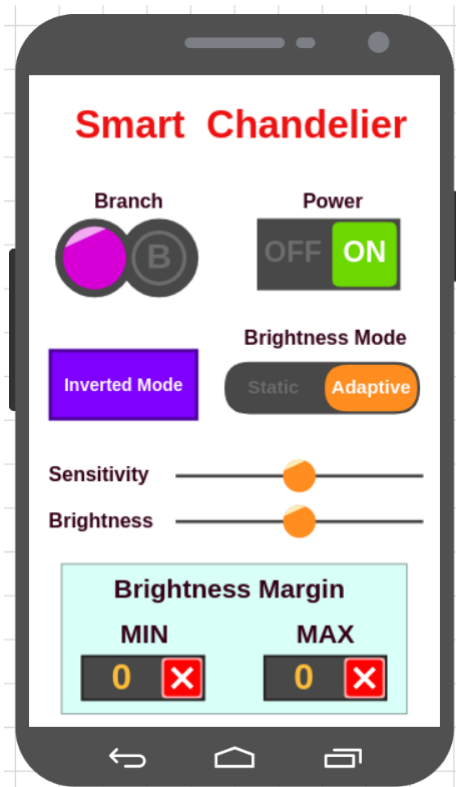 Smart Chandelier
Branch
Power
B
OFF ON
Brightness Mode
Inverted Mode
Static Adaptive
Sensitivity
Brightness
Brightness Margin
MIN MAX
0 0